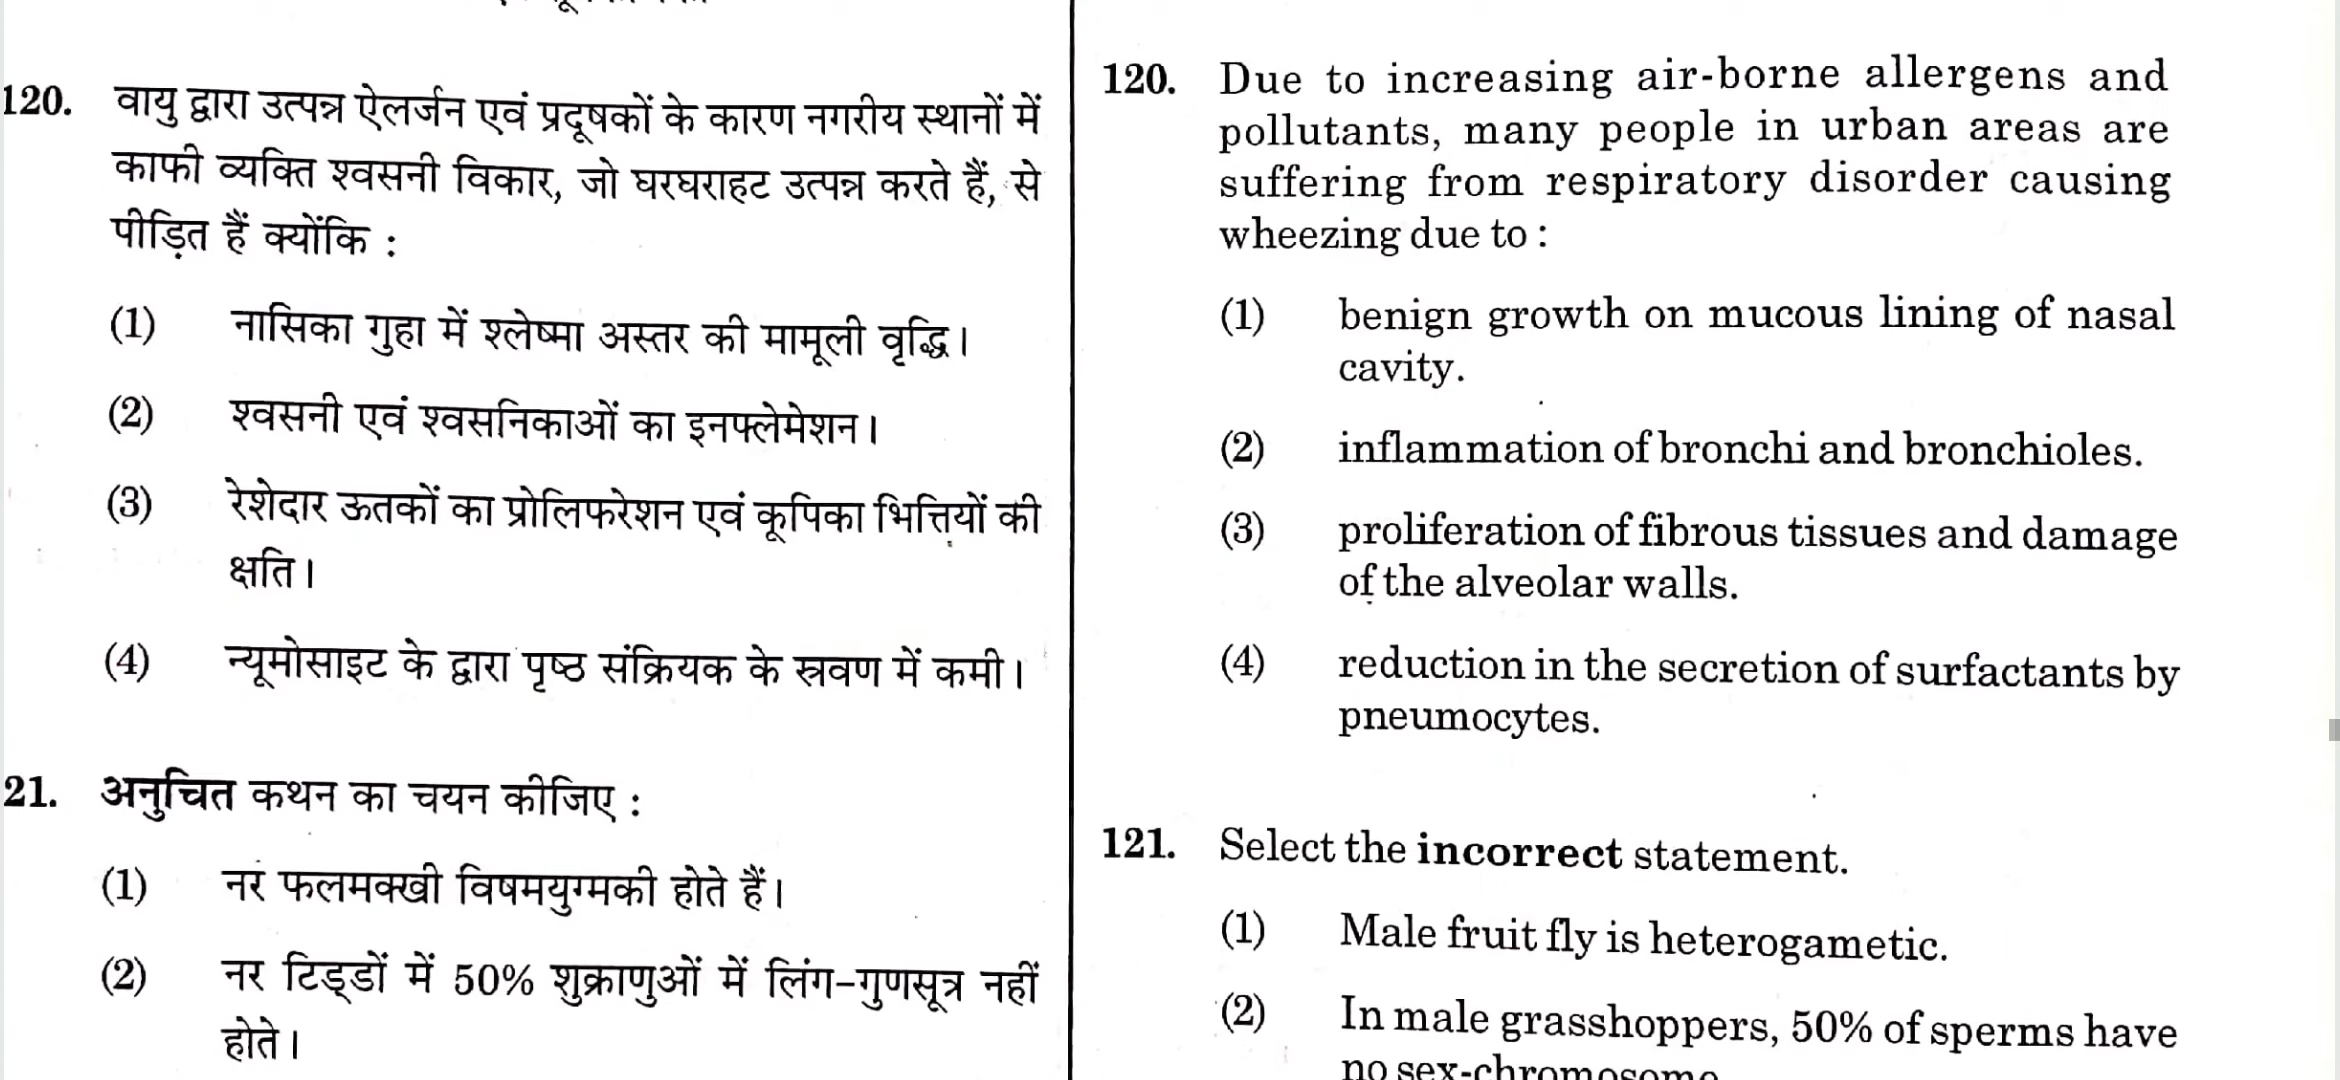 120. वायु द्वारा उत्पन्न ऐलर्जन एवं प्रदूषकों के कारण नगरीय स्थानों में
काफी व्यक्ति श्वसनी विकार, जो घरघराहट उत्पन्न करते हैं, से
पीड़ित हैं क्योंकि :
(1) नासिका गुहा में श्लेष्मा अस्तर की मामूली वृद्धि।
(2) श्वसनी एवं श्वसनिकाओं का इनफ्लेमेशन।
(3) रेशेदार ऊतकों का प्रोलिफरेशन एवं कूपिका भित्तियों की
क्षति।
(4) न्यूमोसाइट के द्वारा पृष्ठ संक्रियक के स्रवण में कमी।
21. अनुचित कथन का चयन कीजिए :
(1) नर फलमक्खी विषमयुग्मकी होते हैं।
(2) नर टिड्डों में 50% शुक्राणुओं में लिंग-गुणसूत्र नहीं
होते।
120. Due to increasing air-borne allergens and
pollutants, many people in urban areas are
suffering from respiratory disorder causing
wheezing due to :
(1) benign growth on mucous lining of nasal
cavity.
(2) inflammation of bronchi and bronchioles.
(3) proliferation of fibrous tissues and damage
of the alveolar walls.
(4) reduction in the secretion of surfactants by
pneumocytes.
121. Select the incorrect statement.
(1) Male fruit fly is heterogametic.
(2) In male grasshoppers, 50% of sperms have
no sex-chromosome